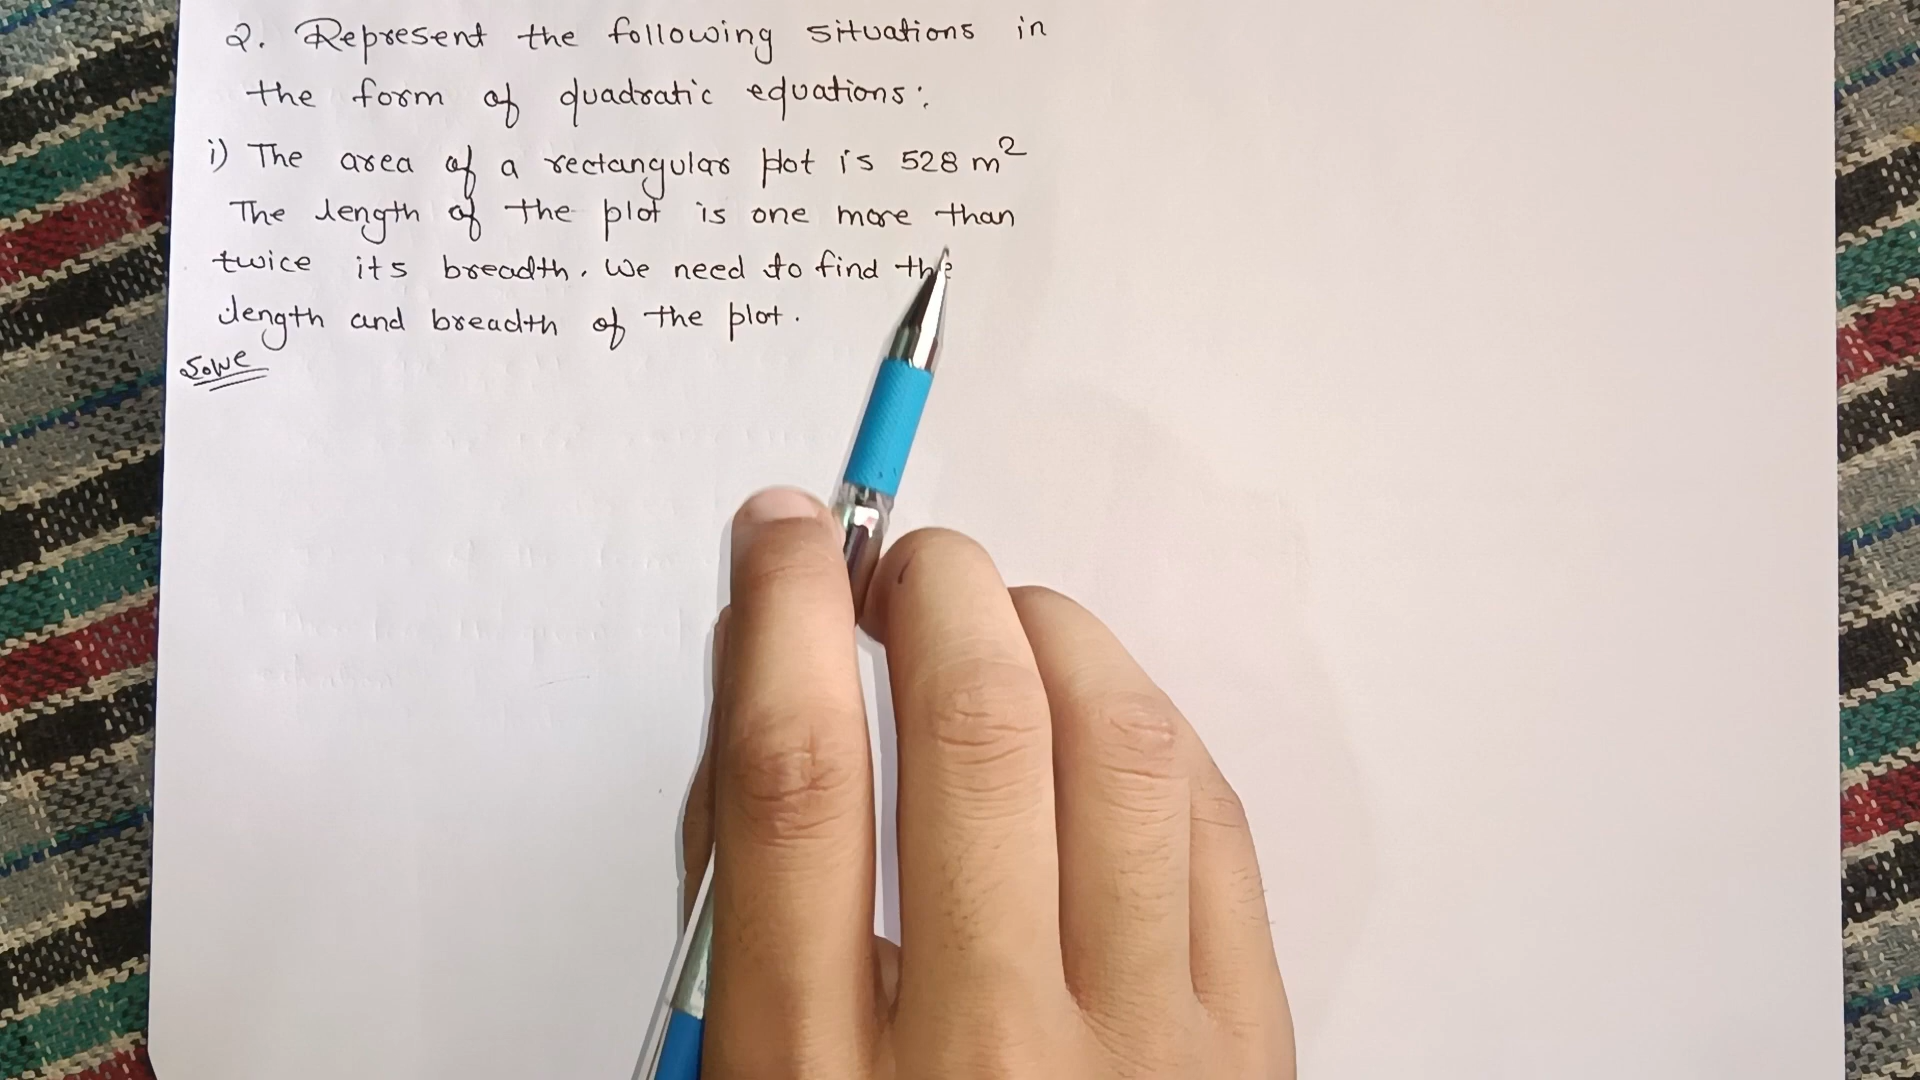 2. Represent the following situations in
the form of quadratic equations:
i) The area of a rectangular plot is 528 m²
The length of the plot is one more than
twice its breadth. We need to find the
length and breadth of the plot.
Solve